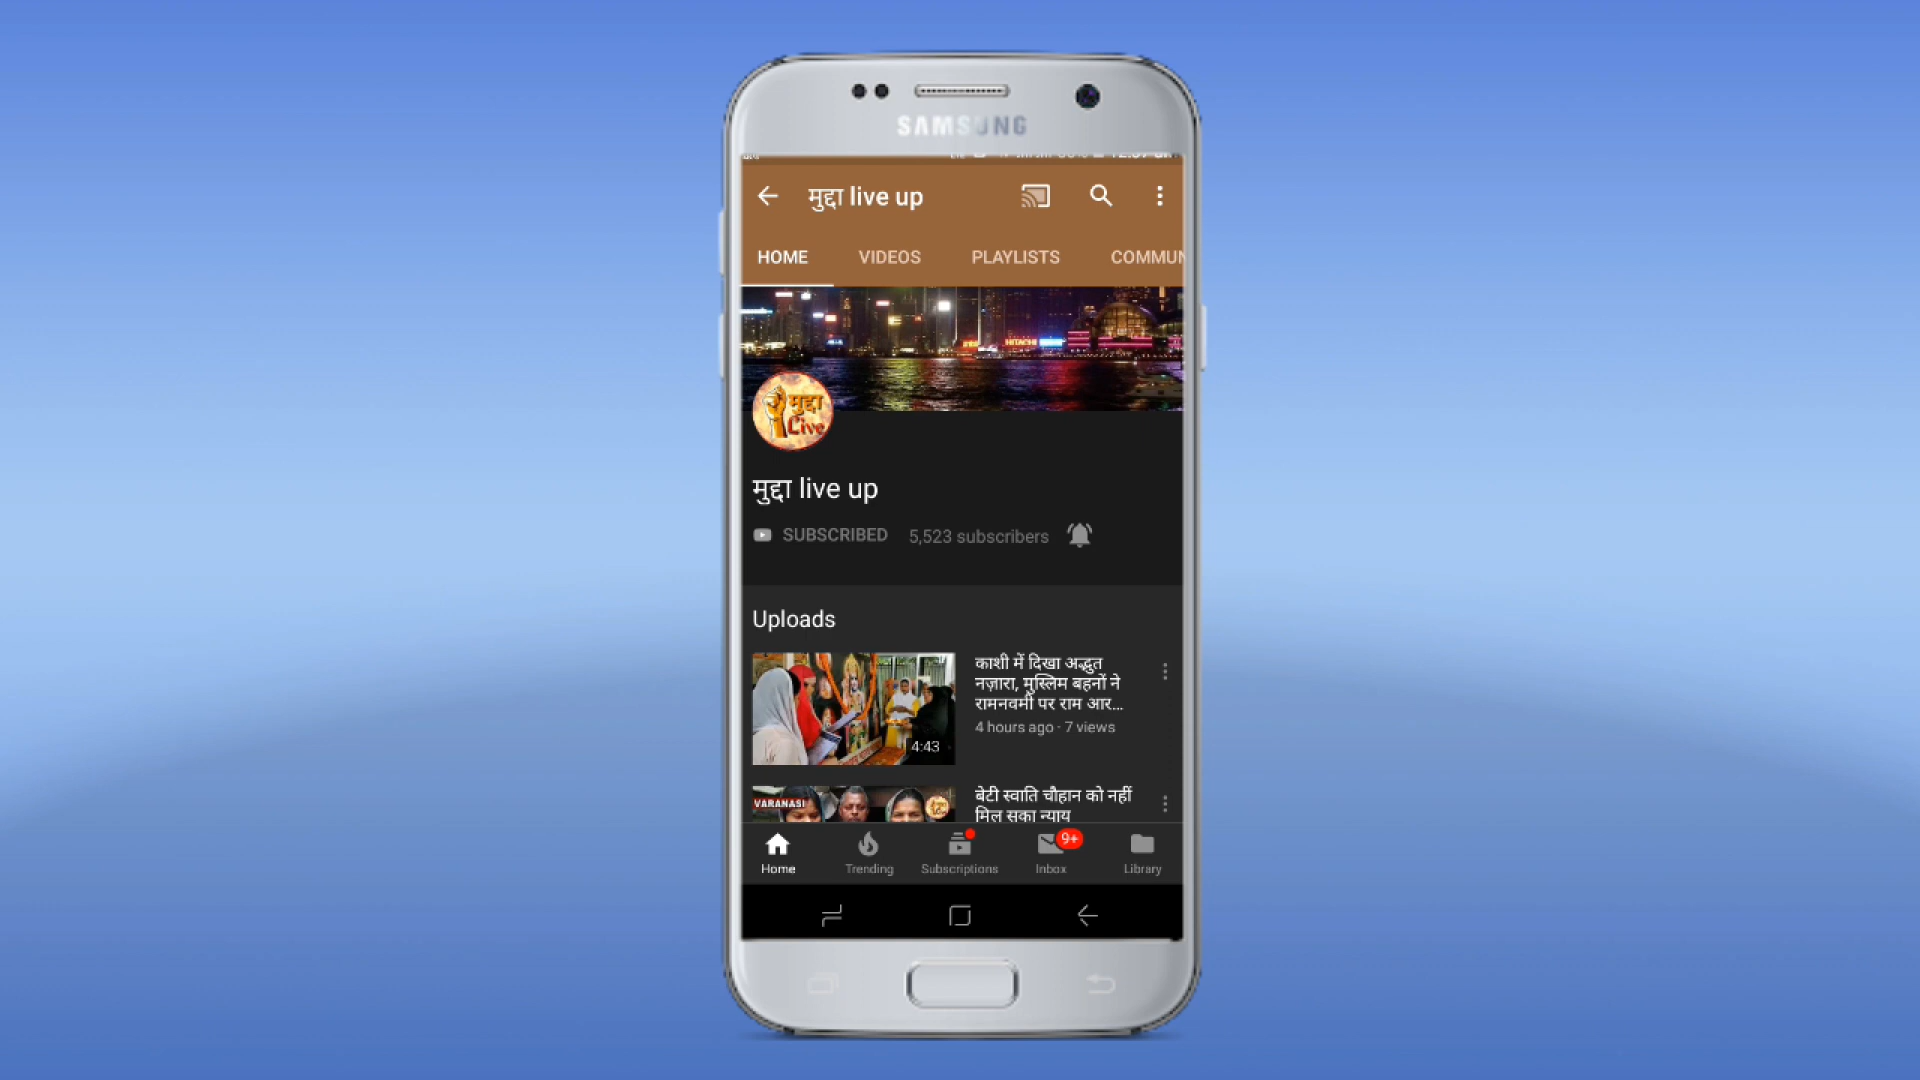 SAMSUNG
मुद्दा live up
HOME VIDEOS PLAYLISTS COMMUN
HITACHI
मुद्दा
Live
मुद्दा live up
SUBSCRIBED 5,523 subscribers
Uploads
काशी में दिखा अद्भुत
नज़ारा, मुस्लिम बहनों ने
रामनवमी पर राम आर...
4 hours ago · 7 views
4:43
VARANASI
बेटी स्वाति चौहान को नहीं
मिल सका न्याय
9+
Home Trending Subscriptions Inbox Library